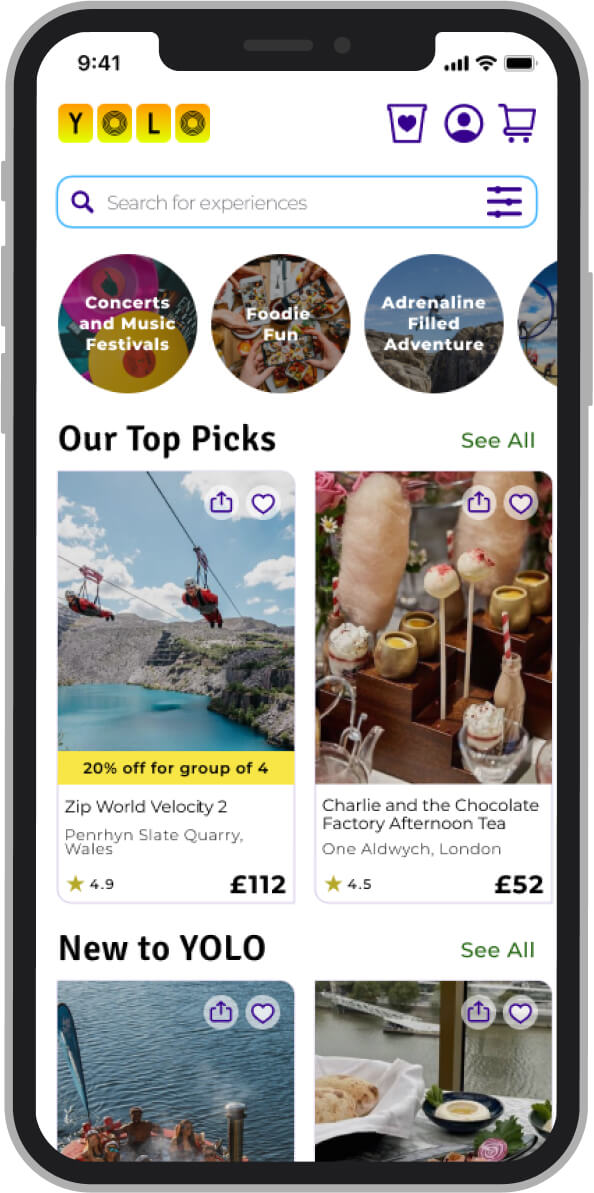 9:41
YOLO
Search for experiences
Concerts
and Music
Festivals
Foodie
Fun
Adrenaline
Filled
Adventure
Our Top Picks
See All
20% off for group of 4
Zip World Velocity 2
Penrhyn Slate Quarry,
Wales
4.9
£112
Charlie and the Chocolate
Factory Afternoon Tea
One Aldwych, London
4.5
£52
New to YOLO
See All